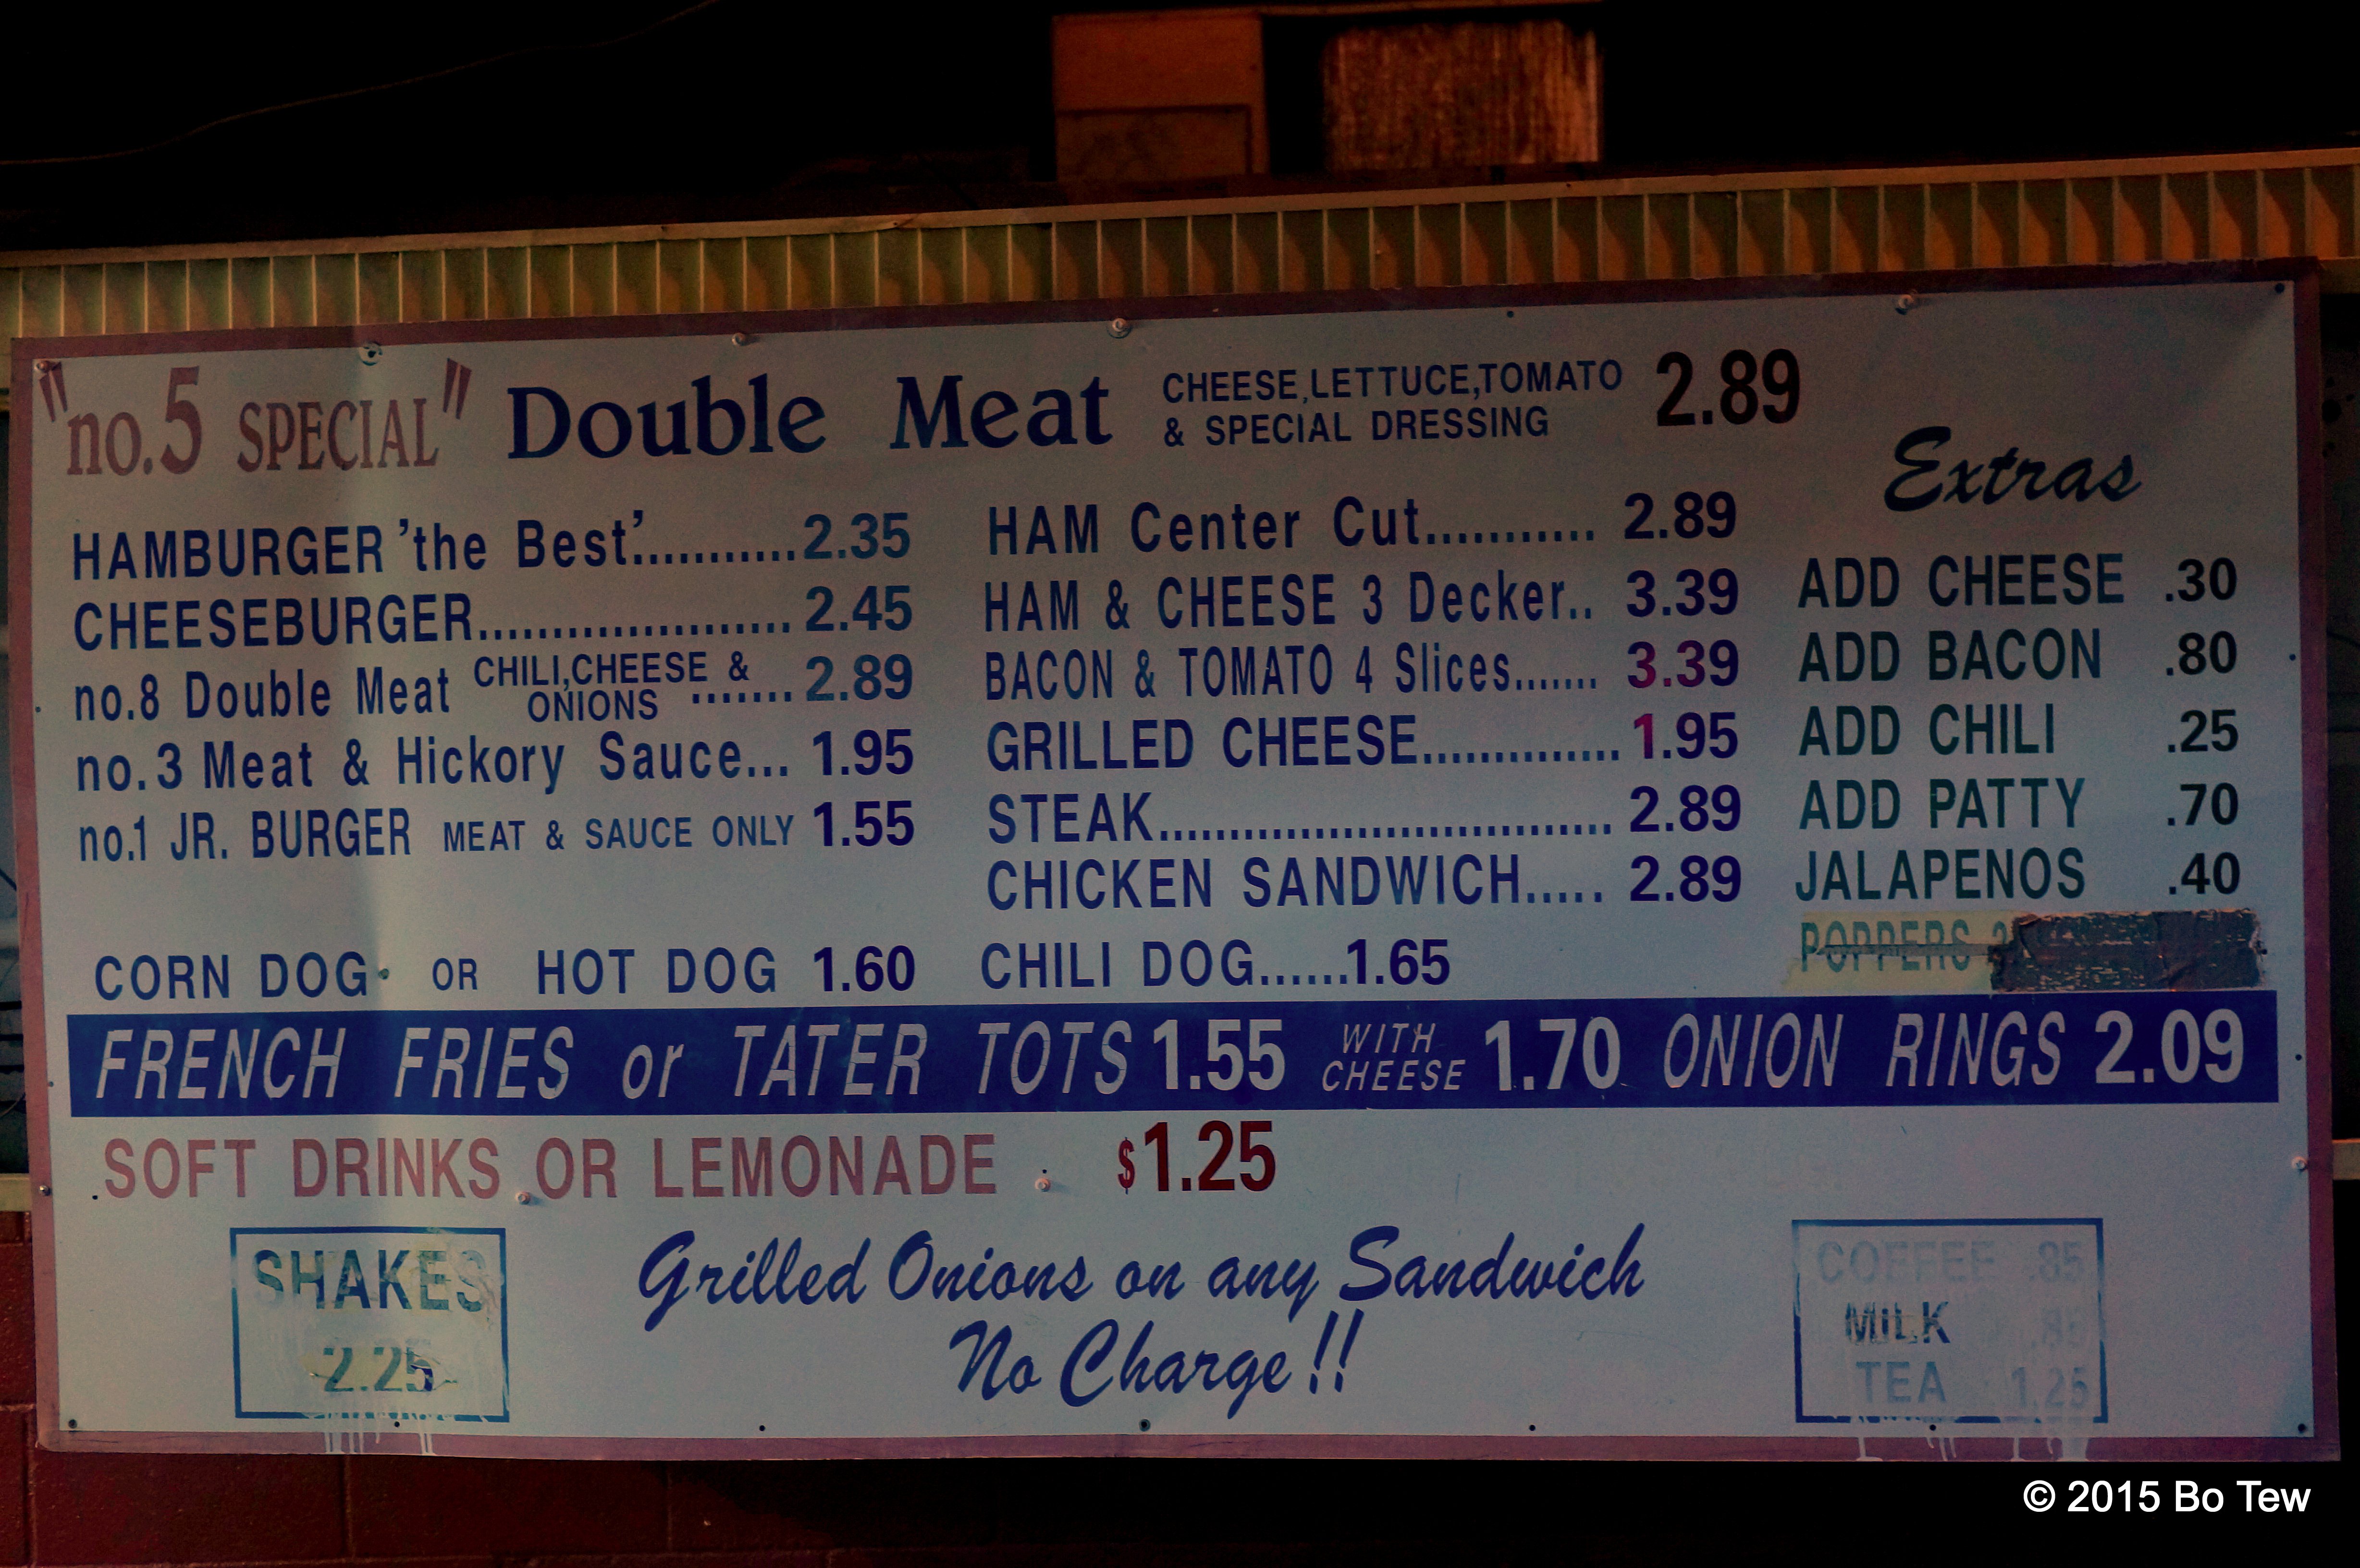 "no.5 SPECIAL" Double Meat CHEESE,LETTUCE,TOMATO & SPECIAL DRESSING 2.89
HAMBURGER 'the Best'...........2.35
CHEESEBURGER.....................2.45
no.8 Double Meat CHILI,CHEESE & ONIONS .......2.89
no.3 Meat & Hickory Sauce... 1.95
no.1 JR. BURGER MEAT & SAUCE ONLY 1.55
CORN DOG OR HOT DOG 1.60
HAM Center Cut........... 2.89
HAM & CHEESE 3 Decker.. 3.39
BACON & TOMATO 4 Slices....... 3.39
GRILLED CHEESE..............1.95
STEAK................................ 2.89
CHICKEN SANDWICH..... 2.89
CHILI DOG......1.65
Extras
ADD CHEESE .30
ADD BACON .80
ADD CHILI .25
ADD PATTY .70
JALAPENOS .40
POPPERS
FRENCH FRIES or TATER TOTS 1.55 WITH CHEESE 1.70 ONION RINGS 2.09
SOFT DRINKS OR LEMONADE $1.25
SHAKES
2.25
Grilled Onions on any Sandwich
No Charge!!
COFFEE .85
MILK
TEA 1.25
© 2015 Bo Tew